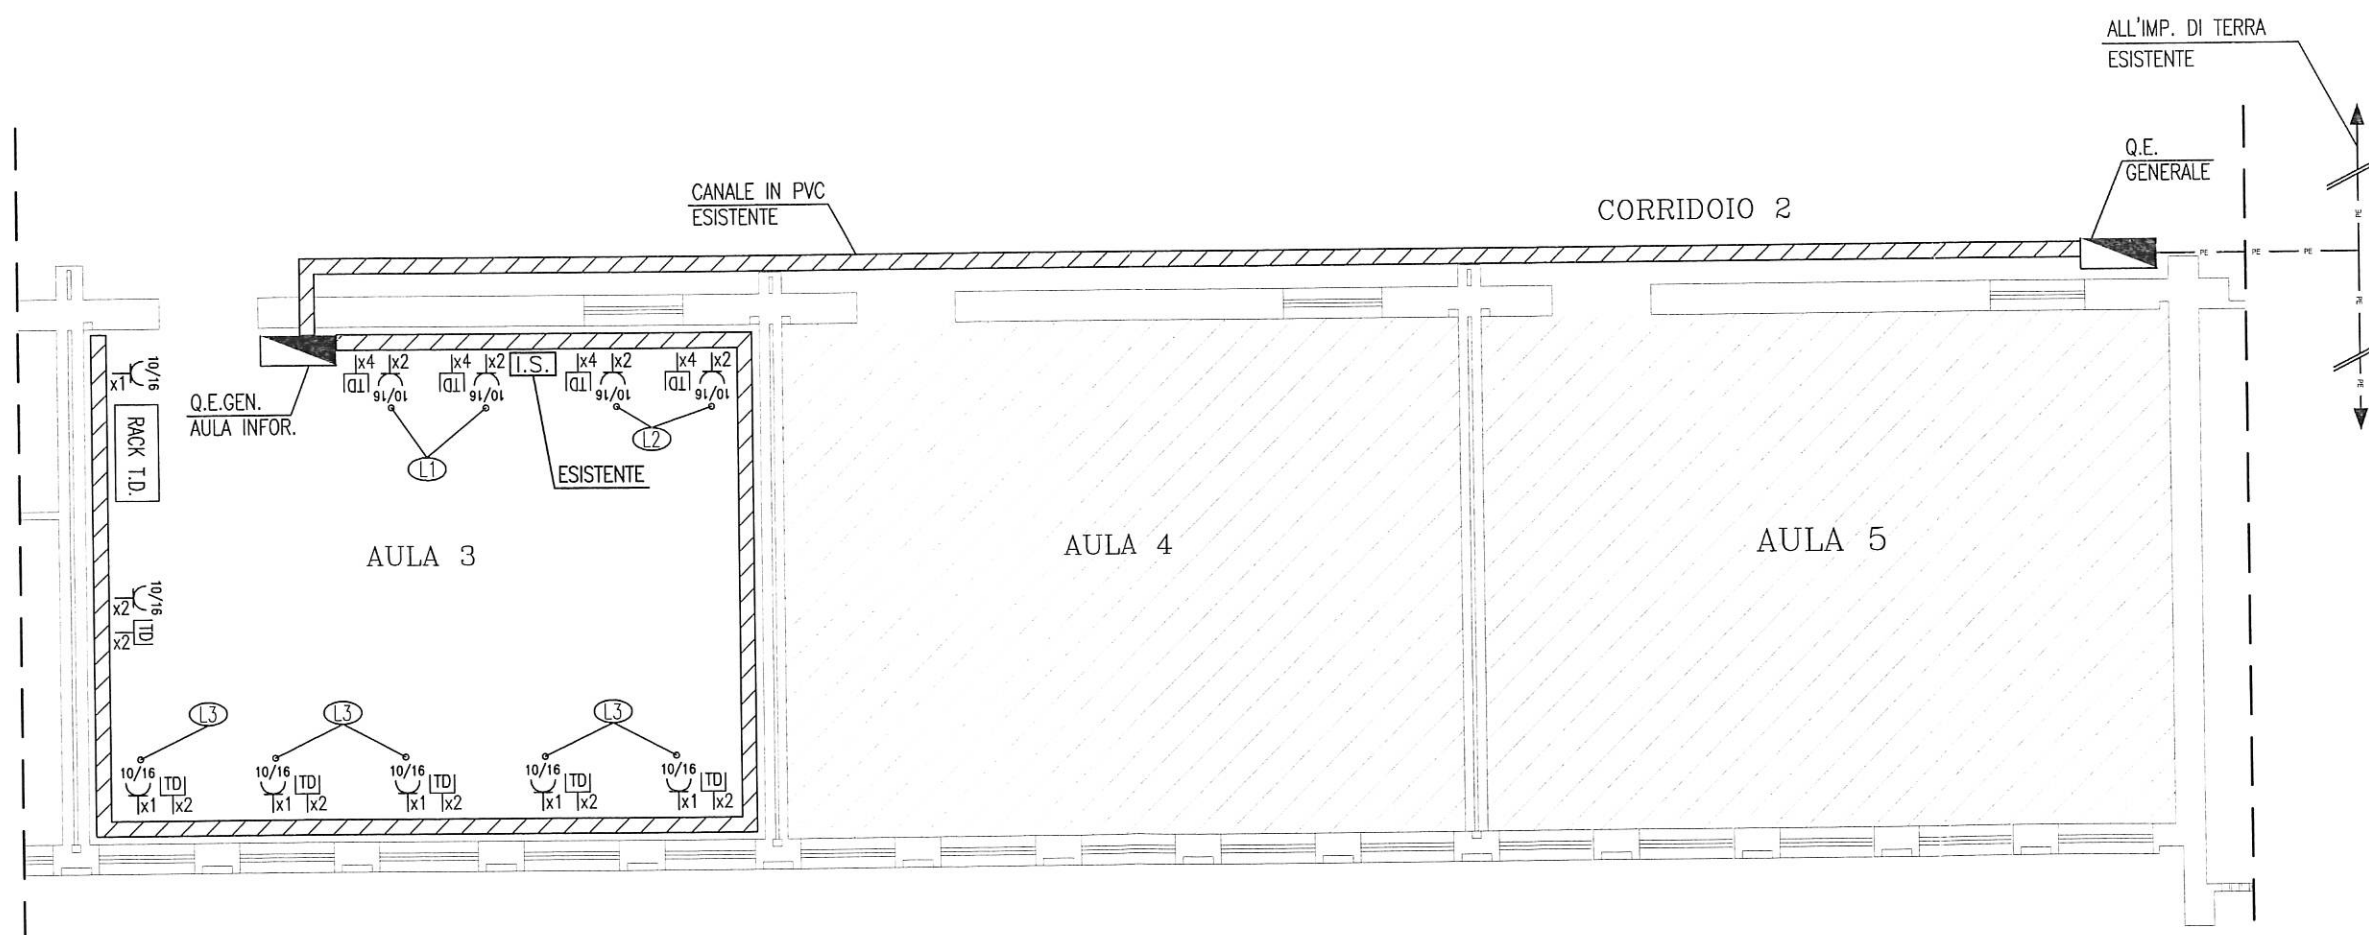 ALL'IMP. DI TERRA
ESISTENTE
Q.E.
GENERALE
CANALE IN PVC
ESISTENTE
CORRIDOIO 2
PE
PE PE PE
PE
PE
x4 x2 x4 x2 I.S. x4 x2 x4 x2
TD TD TD TD
10/16 10/16 10/16 10/16
10/16
x1
Q.E.GEN.
AULA INFOR.
RACK T.D.
L1
L2
ESISTENTE
AULA 3
AULA 4
AULA 5
10/16
x2
TD
x2
L3 L3 L3
10/16 10/16 10/16 10/16 10/16
TD TD TD TD TD
x1 x2 x1 x2 x1 x2 x1 x2 x1 x2